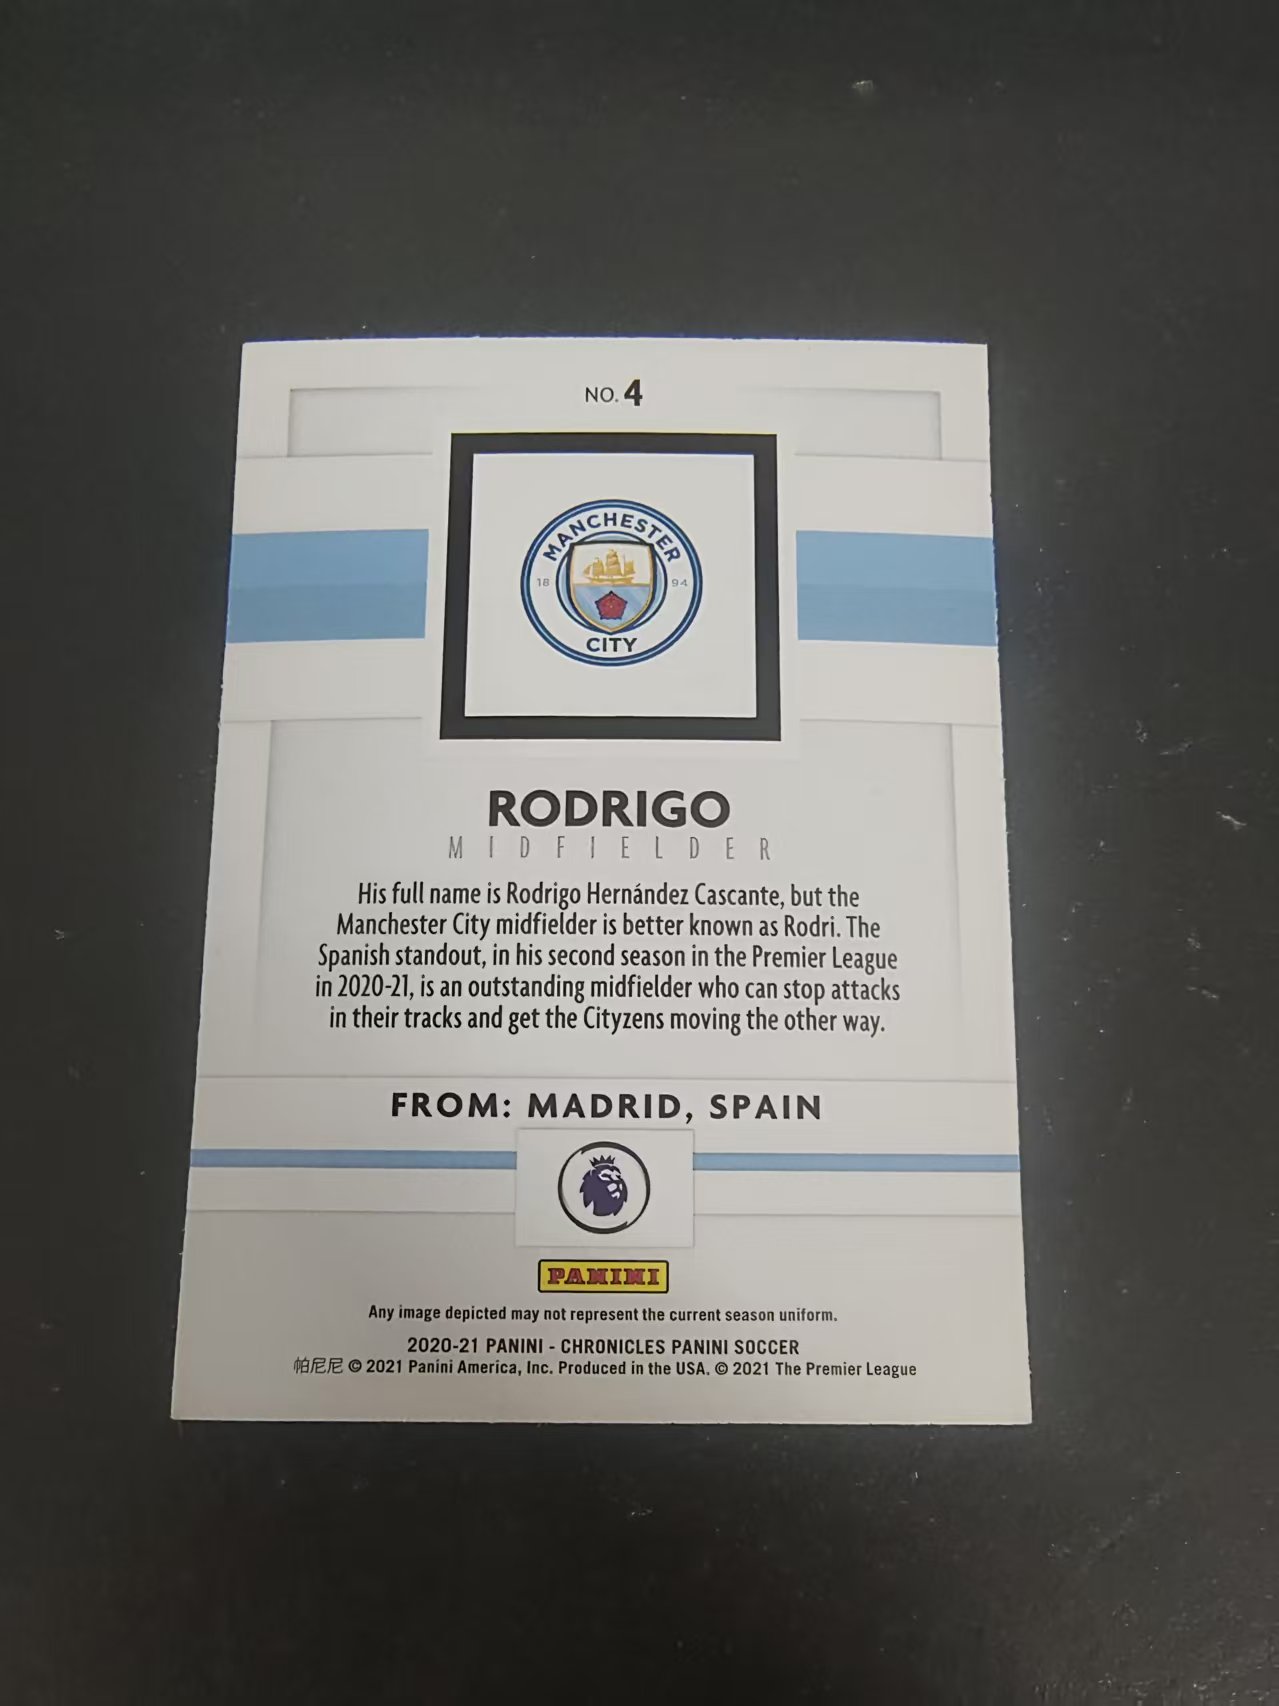 NO. 4
MANCHESTER
18 94
CITY
RODRIGO
MIDFIELDER
His full name is Rodrigo Hernández Cascante, but the
Manchester City midfielder is better known as Rodri. The
Spanish standout, in his second season in the Premier League
in 2020-21, is an outstanding midfielder who can stop attacks
in their tracks and get the Cityzens moving the other way.
FROM: MADRID, SPAIN
PANINI
Any image depicted may not represent the current season uniform.
2020-21 PANINI - CHRONICLES PANINI SOCCER
帕尼尼 © 2021 Panini America, Inc. Produced in the USA. © 2021 The Premier League